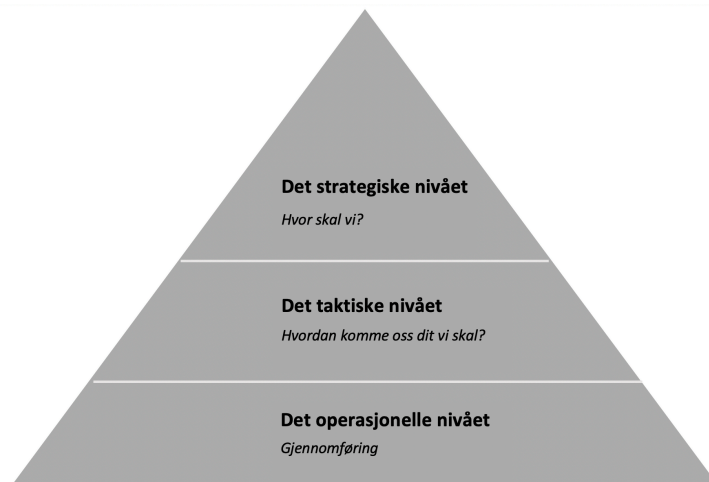 Det strategiske nivået
Hvor skal vi?
Det taktiske nivået
Hvordan komme oss dit vi skal?
Det operasjonelle nivået
Gjennomføring